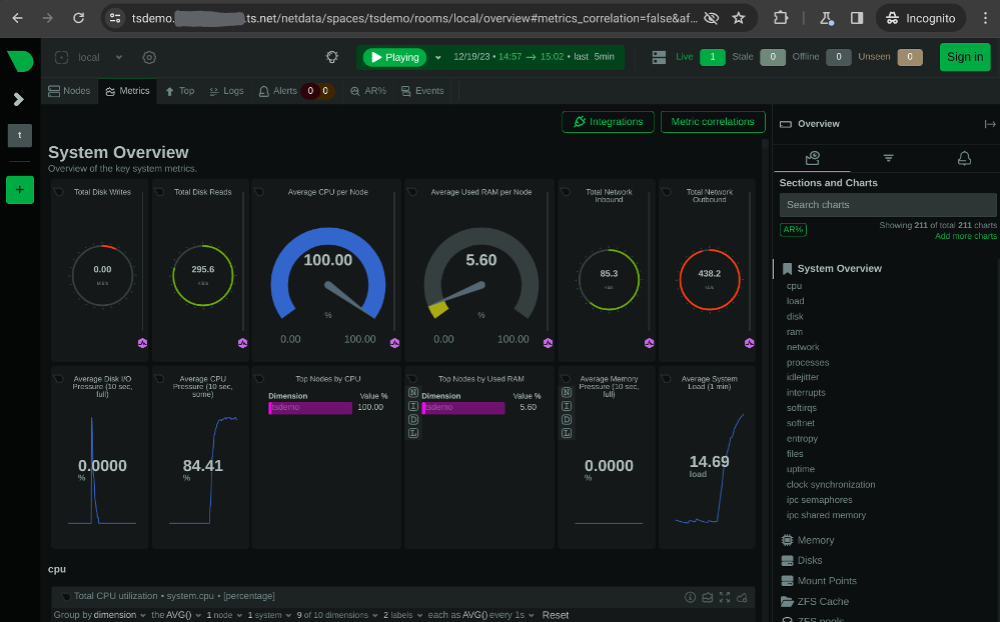 tsdemo. .ts.net/netdata/spaces/tsdemo/rooms/local/overview#metrics_correlation=false&af...
Incognito
local
Playing
12/19/23 • 14:57 → 15:02 • last 5min
Live 1 Stale 0 Offline 0 Unseen 0
Sign in
Nodes Metrics Top Logs Alerts 0 0 AR% Events
t
+
Integrations
Metric correlations
System Overview
Overview of the key system metrics.
Total Disk Writes
0.00
Total Disk Reads
295.6
Average CPU per Node
100.00
%
0.00 100.00
Average Used RAM per Node
5.60
%
0.00 100.00
Total Network
Inbound
85.3
Total Network
Outbound
438.2
Average Disk I/O
Pressure (10 sec,
full)
0.0000
%
Average CPU
Pressure (10 sec,
some)
84.41
%
Top Nodes by CPU
Dimension Value %
tsdemo 100.00
Top Nodes by Used RAM
N
I
D
L
Dimension Value %
tsdemo 5.60
Average Memory
Pressure (10 sec,
full)
N
I
D
L
0.0000
%
Average System
Load (1 min)
14.69
load
cpu
Total CPU utilization • system.cpu • [percentage]
Group by dimension the AVG() 1 node 1 system 9 of 10 dimensions 2 labels each as AVG() every 1s Reset
Overview
Sections and Charts
Search charts
AR%
Showing 211 of total 211 charts
Add more charts
System Overview
cpu
load
disk
ram
network
processes
idlejitter
interrupts
softirqs
softnet
entropy
files
uptime
clock synchronization
ipc semaphores
ipc shared memory
Memory
Disks
Mount Points
ZFS Cache
ZFS pools